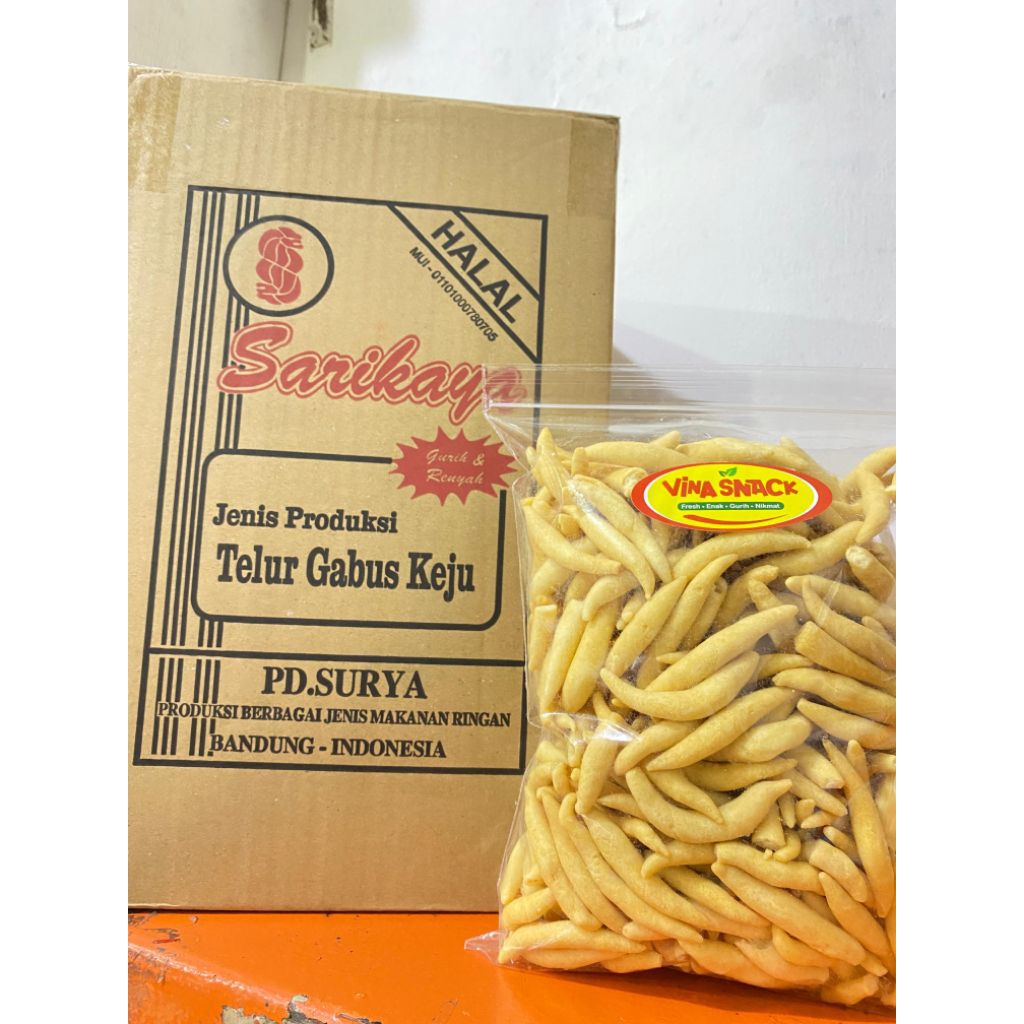 HALAL
MUI - 01101000780705
Sarikaya
Gurih &
Renyah
Jenis Produksi
Telur Gabus Keju
PD.SURYA
PRODUKSI BERBAGAI JENIS MAKANAN RINGAN
BANDUNG - INDONESIA
ViNA SNACK
Fresh • Enak • Gurih • Nikmat